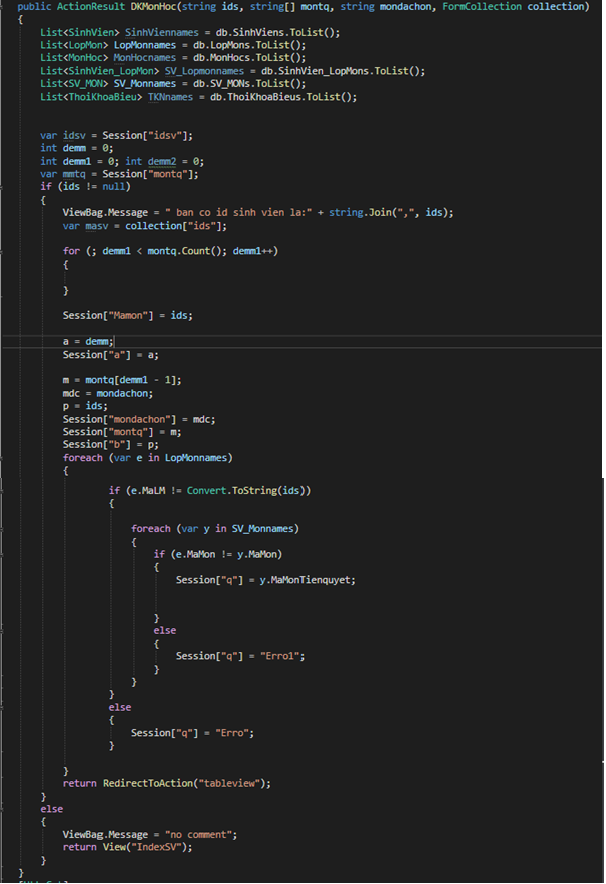 public ActionResult DKMonHoc(string ids, string[] montq, string mondachon, FormCollection collection)
{
List<SinhVien> SinhViennames = db.SinhViens.ToList();
List<LopMon> LopMonnames = db.LopMons.ToList();
List<MonHoc> MonHocnames = db.MonHocs.ToList();
List<SinhVien_LopMon> SV_Lopmonnames = db.SinhVien_LopMons.ToList();
List<SV_MON> SV_Monnames = db.SV_MONs.ToList();
List<ThoiKhoaBieu> TKNnames = db.ThoiKhoaBieus.ToList();
var idsv = Session["idsv"];
int demm = 0;
int demm1 = 0; int demm2 = 0;
var mmtq = Session["montq"];
if (ids != null)
{
ViewBag.Message = " ban co id sinh vien la:" + string.Join(",", ids);
var masv = collection["ids"];
for (; demm1 < montq.Count(); demm1++)
{
}
Session["Mamon"] = ids;
a = demm;
Session["a"] = a;
m = montq[demm1 - 1];
mdc = mondachon;
p = ids;
Session["mondachon"] = mdc;
Session["montq"] = m;
Session["b"] = p;
foreach (var e in LopMonnames)
{
if (e.MaLM != Convert.ToString(ids))
{
foreach (var y in SV_Monnames)
{
if (e.MaMon != y.MaMon)
{
Session["q"] = y.MaMonTienquyet;
}
else
{
Session["q"] = "Erro1";
}
}
}
else
{
Session["q"] = "Erro";
}
}
return RedirectToAction("tableview");
}
else
{
ViewBag.Message = "no comment";
return View("IndexSV");
}
}